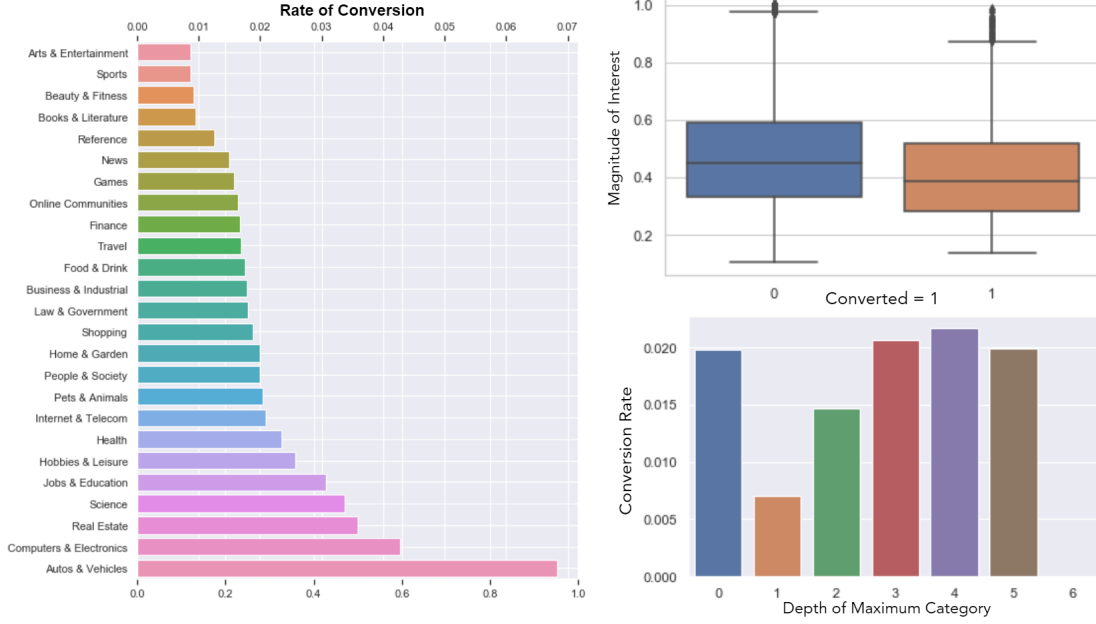 Rate of Conversion
0.00 0.01 0.02 0.03 0.04 0.05 0.06 0.07
Arts & Entertainment
Sports
Beauty & Fitness
Books & Literature
Reference
News
Games
Online Communities
Finance
Travel
Food & Drink
Business & Industrial
Law & Government
Shopping
Home & Garden
People & Society
Pets & Animals
Internet & Telecom
Health
Hobbies & Leisure
Jobs & Education
Science
Real Estate
Computers & Electronics
Autos & Vehicles
0.0 0.2 0.4 0.6 0.8 1.0
Magnitude of Interest
1.0
0.8
0.6
0.4
0.2
0 1
Converted = 1
Conversion Rate
0.020
0.015
0.010
0.005
0.000
0 1 2 3 4 5 6
Depth of Maximum Category